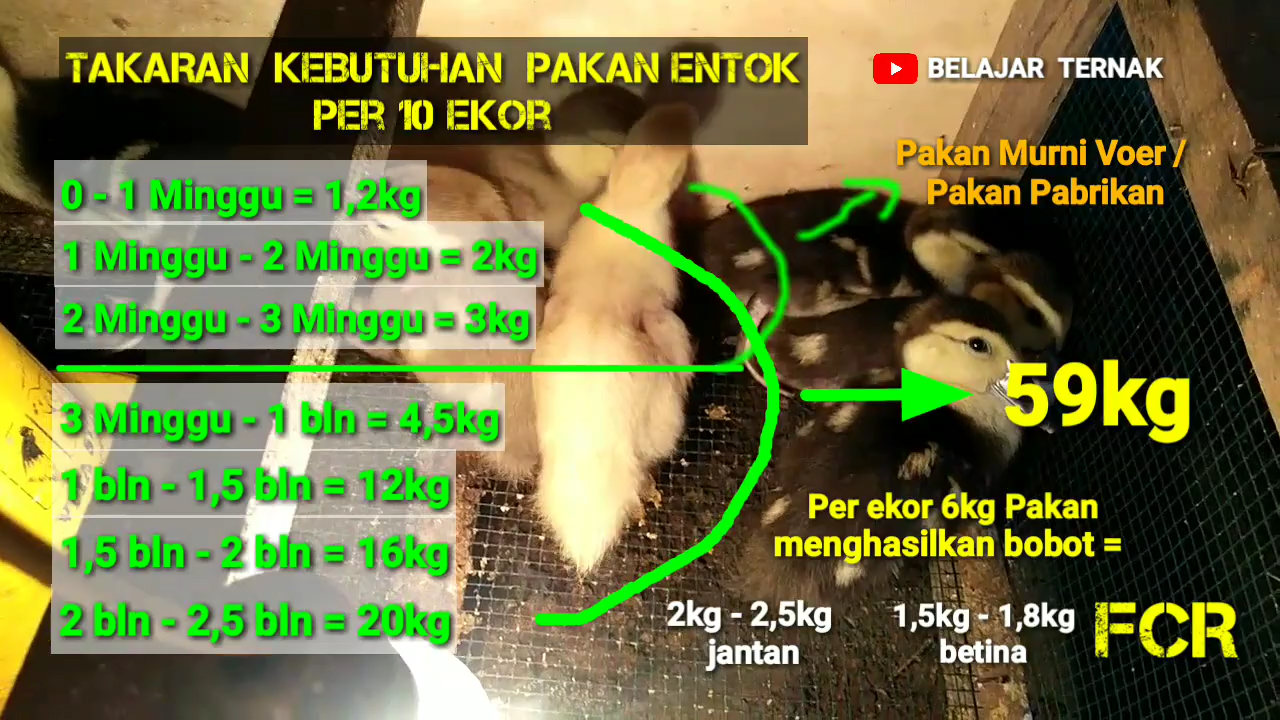 TAKARAN KEBUTUHAN PAKAN ENTOK
PER 10 EKOR
BELAJAR TERNAK
Pakan Murni Voer /
Pakan Pabrikan
0 - 1 Minggu = 1,2kg
1 Minggu - 2 Minggu = 2kg
2 Minggu - 3 Minggu = 3kg
3 Minggu - 1 bln = 4,5kg
1 bln - 1,5 bln = 12kg
1,5 bln - 2 bln = 16kg
2 bln - 2,5 bln = 20kg
59kg
Per ekor 6kg Pakan
menghasilkan bobot =
2kg - 2,5kg
jantan
1,5kg - 1,8kg
betina
FCR